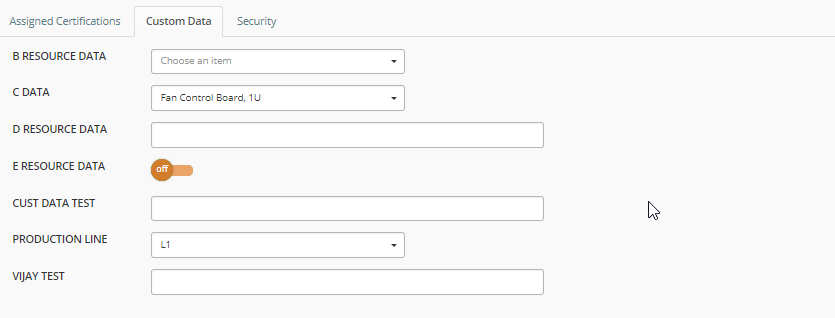 Assigned Certifications Custom Data Security
B RESOURCE DATA Choose an item
C DATA Fan Control Board, 1U
D RESOURCE DATA
E RESOURCE DATA off
CUST DATA TEST
PRODUCTION LINE L1
VIJAY TEST